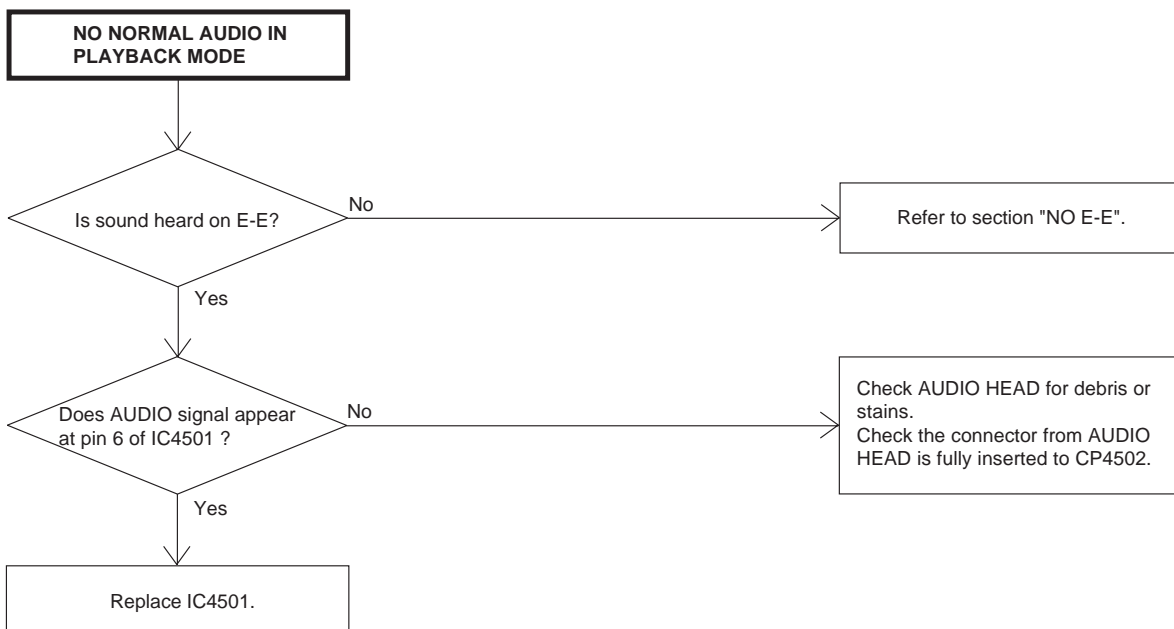 NO NORMAL AUDIO IN
PLAYBACK MODE
Is sound heard on E-E?
No
Refer to section "NO E-E".
Yes
Does AUDIO signal appear
at pin 6 of IC4501 ?
No
Check AUDIO HEAD for debris or
stains.
Check the connector from AUDIO
HEAD is fully inserted to CP4502.
Yes
Replace IC4501.